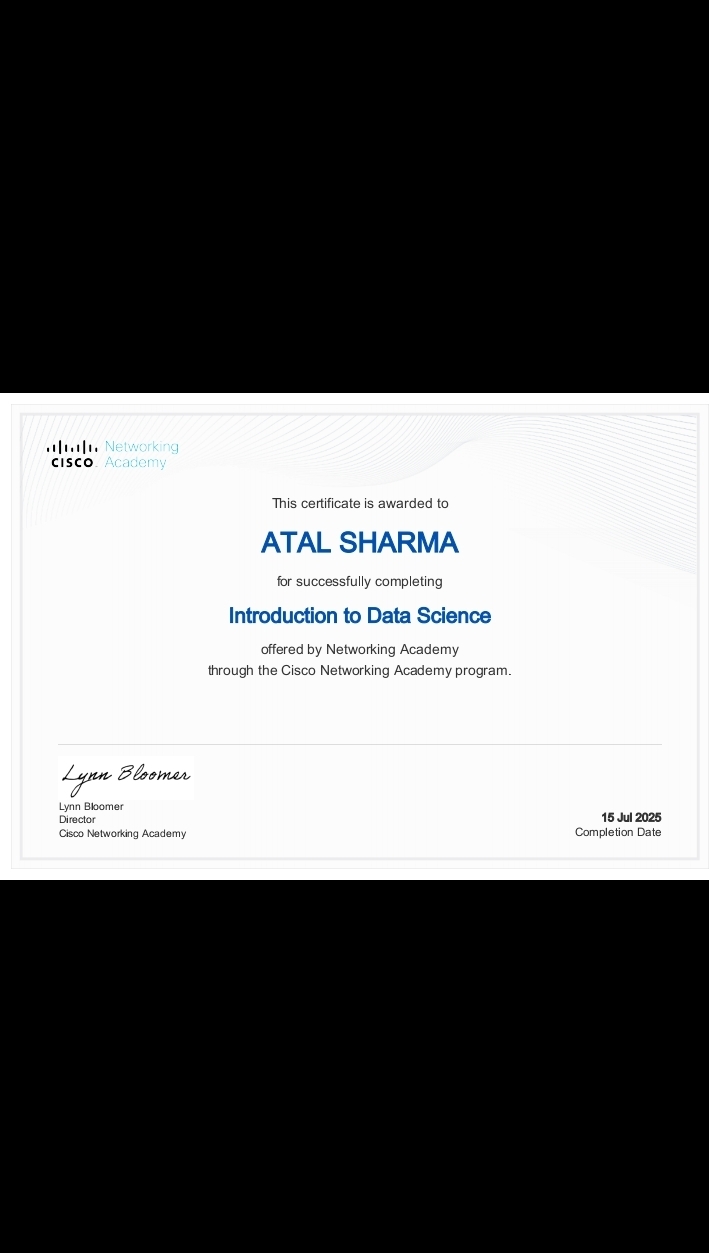 CISCO Networking
Academy
This certificate is awarded to
ATAL SHARMA
for successfully completing
Introduction to Data Science
offered by Networking Academy
through the Cisco Networking Academy program.
Lynn Bloomer
Lynn Bloomer
Director
Cisco Networking Academy
15 Jul 2025
Completion Date